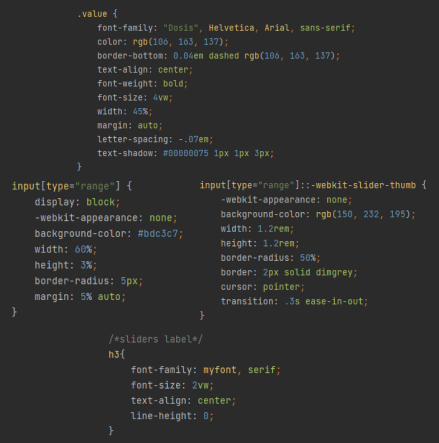 .value {
font-family: "Dosis", Helvetica, Arial, sans-serif;
color: rgb(106, 163, 137);
border-bottom: 0.04em dashed rgb(106, 163, 137);
text-align: center;
font-weight: bold;
font-size: 4vw;
width: 45%;
margin: auto;
letter-spacing: -.07em;
text-shadow: #00000075 1px 1px 3px;
}
input[type="range"] {
display: block;
-webkit-appearance: none;
background-color: #bdc3c7;
width: 60%;
height: 3%;
border-radius: 5px;
margin: 5% auto;
}
input[type="range"]::-webkit-slider-thumb {
-webkit-appearance: none;
background-color: rgb(150, 232, 195);
width: 1.2rem;
height: 1.2rem;
border-radius: 50%;
border: 2px solid dimgrey;
cursor: pointer;
transition: .3s ease-in-out;
}
/*sliders label*/
h3{
font-family: myfont, serif;
font-size: 2vw;
text-align: center;
line-height: 0;
}